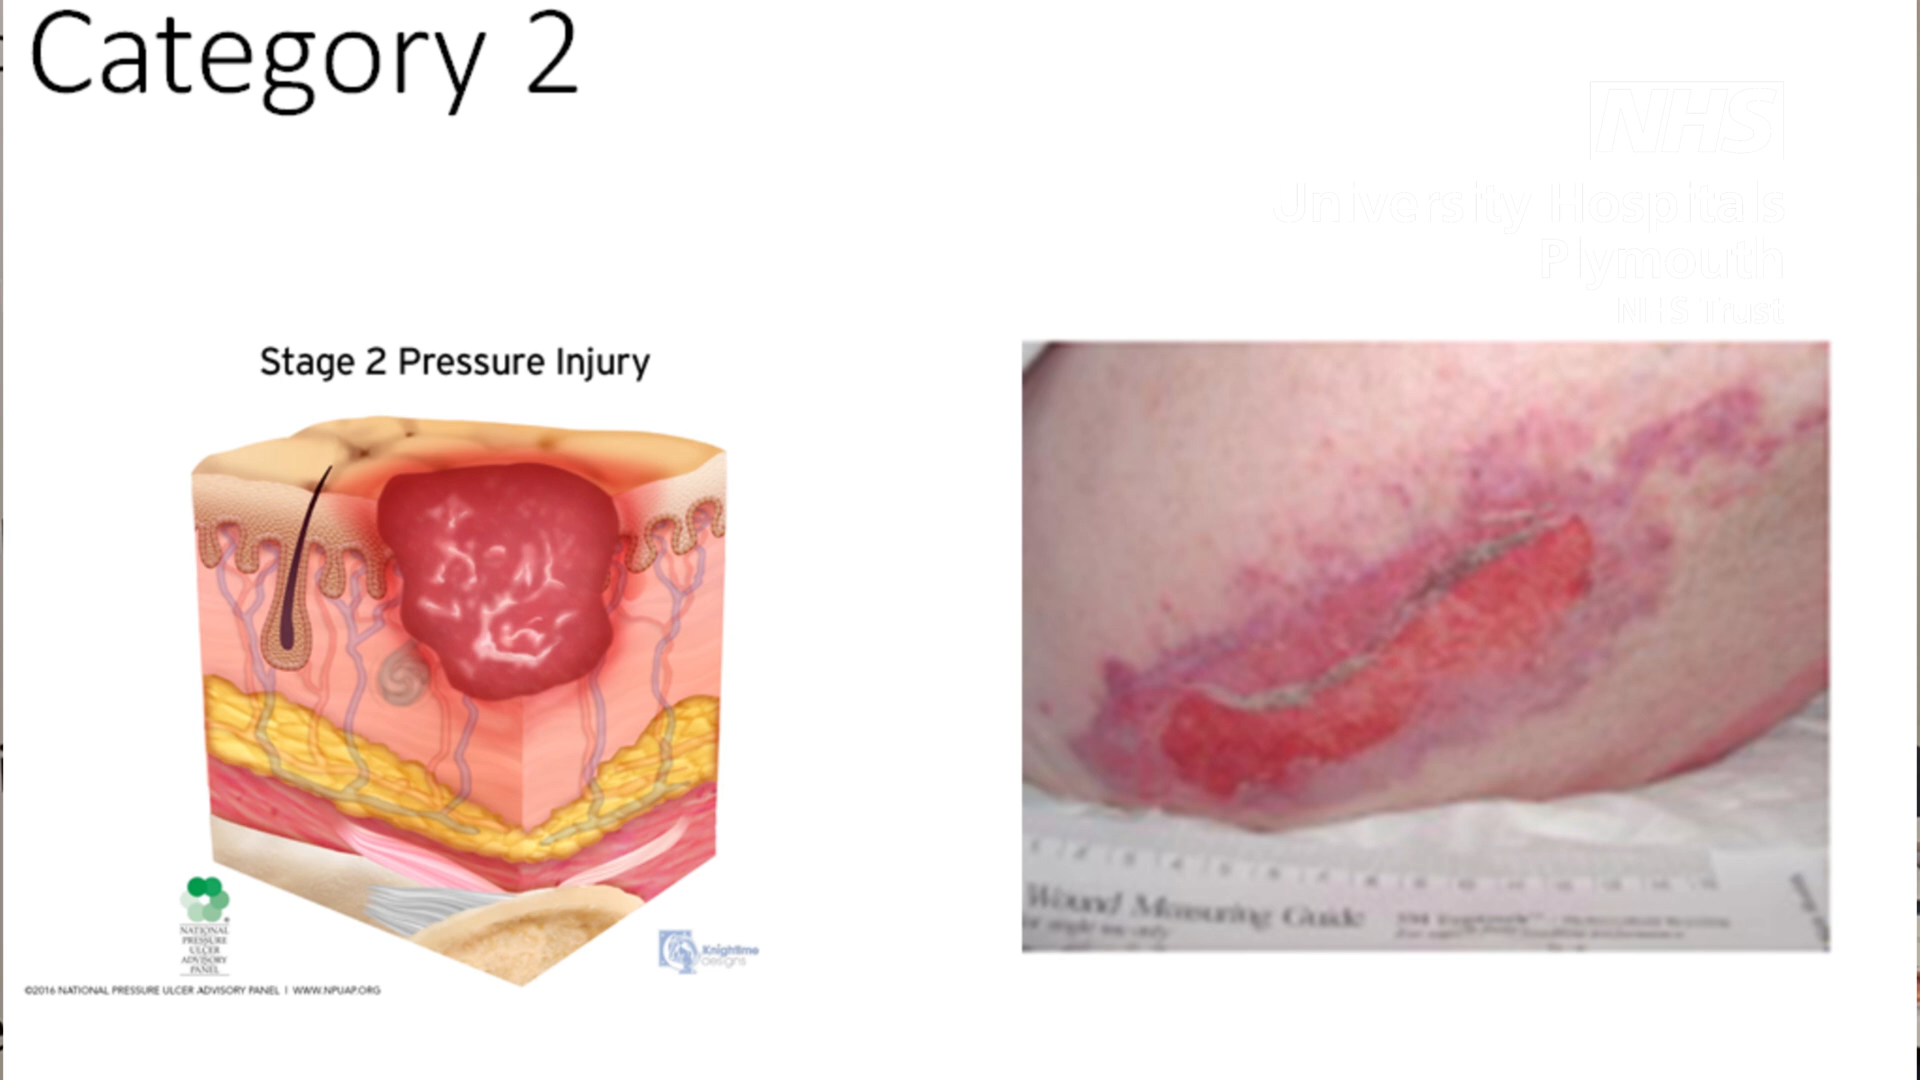 Category 2
NHS
University Hospitals
Plymouth
NHS Trust
Stage 2 Pressure Injury
NATIONAL
PRESSURE
ULCER
ADVISORY
PANEL
Knightime
designs
©2016 NATIONAL PRESSURE ULCER ADVISORY PANEL | WWW.NPUAP.ORG
Wound Measuring Guide